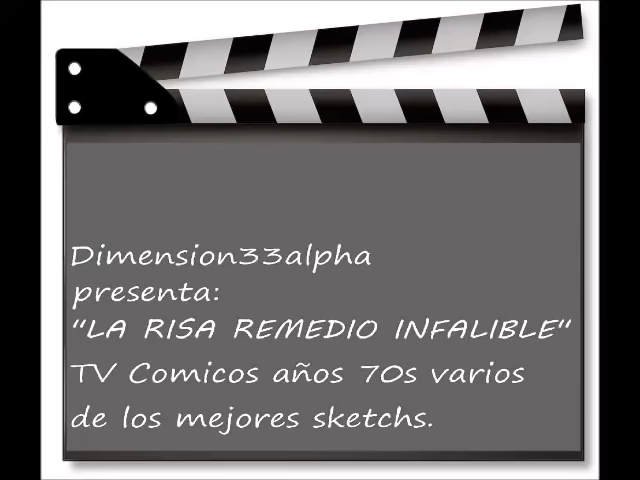 Dimension33alpha
presenta:
"LA RISA REMEDIO INFALIBLE"
TV Comicos años 70s varios
de los mejores sketchs.